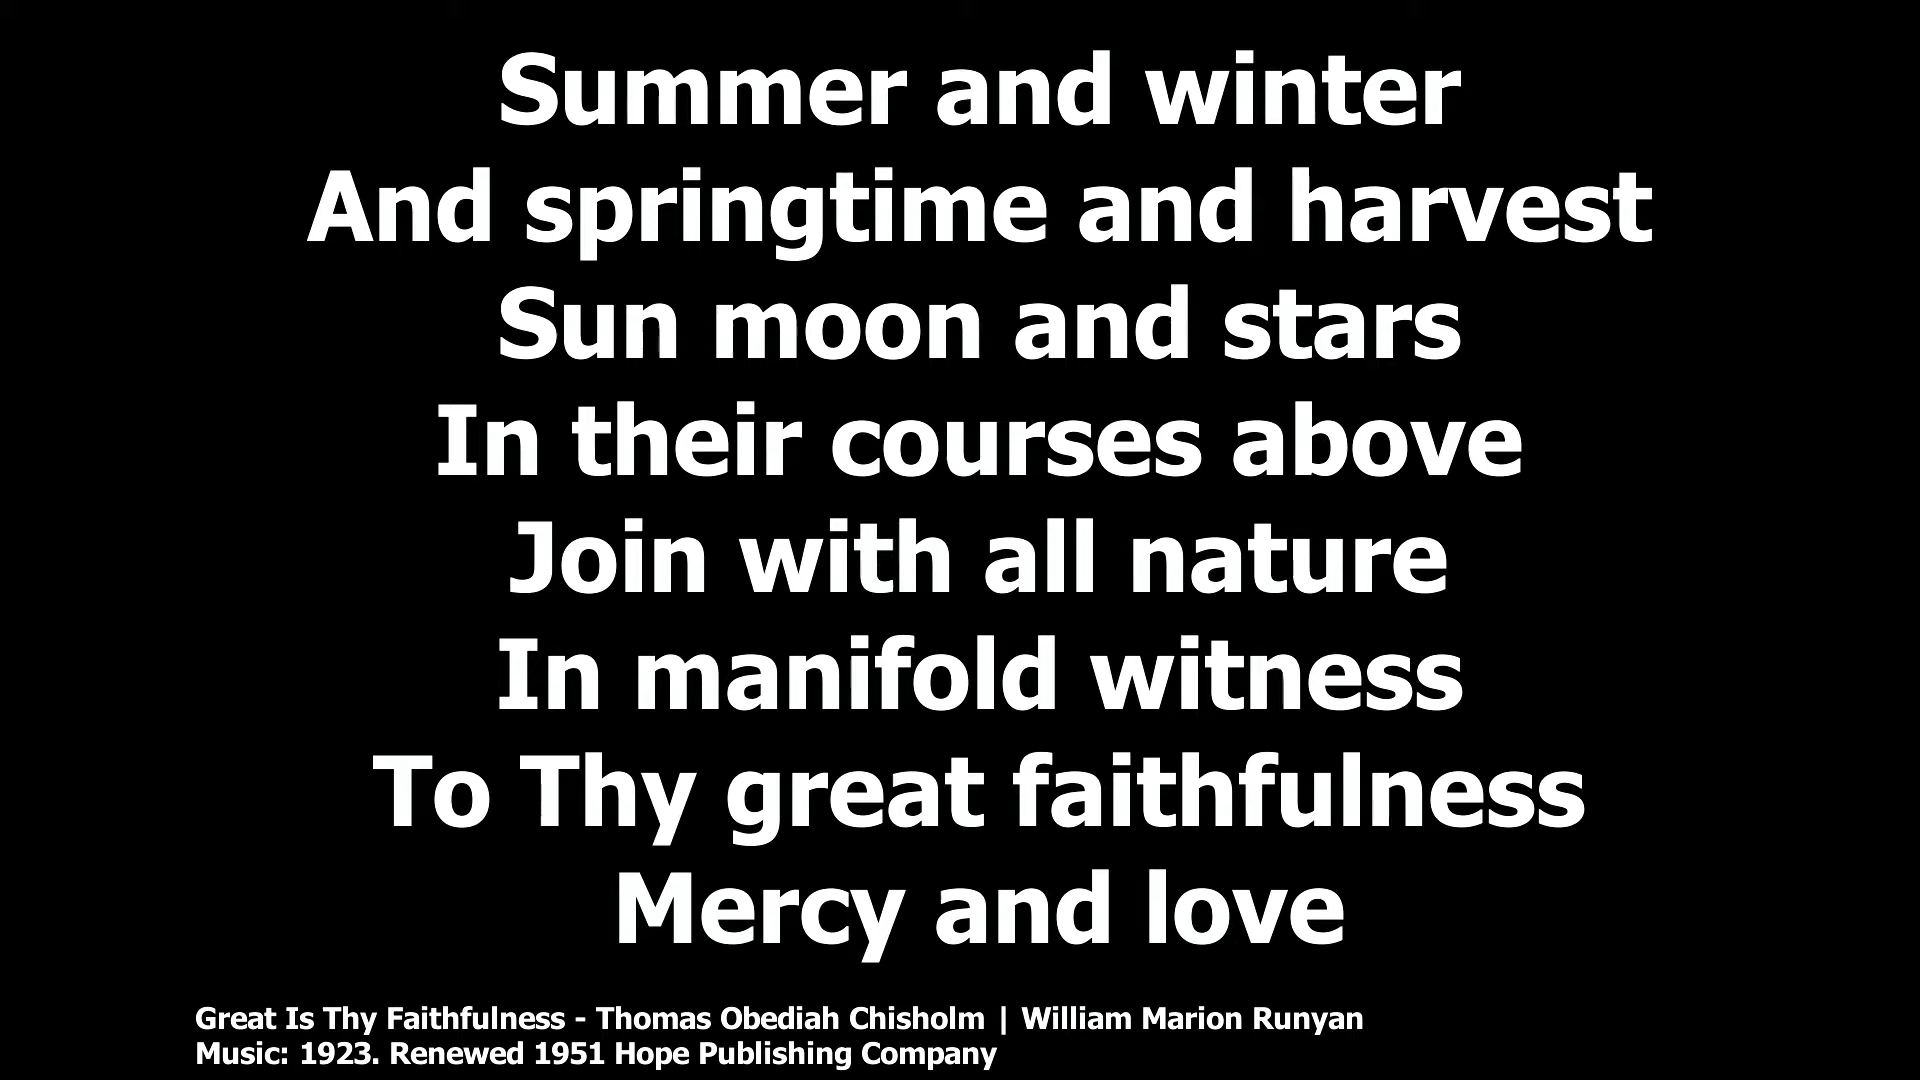 Summer and winter
And springtime and harvest
Sun moon and stars
In their courses above
Join with all nature
In manifold witness
To Thy great faithfulness
Mercy and love
Great Is Thy Faithfulness - Thomas Obediah Chisholm | William Marion Runyan
Music: 1923. Renewed 1951 Hope Publishing Company